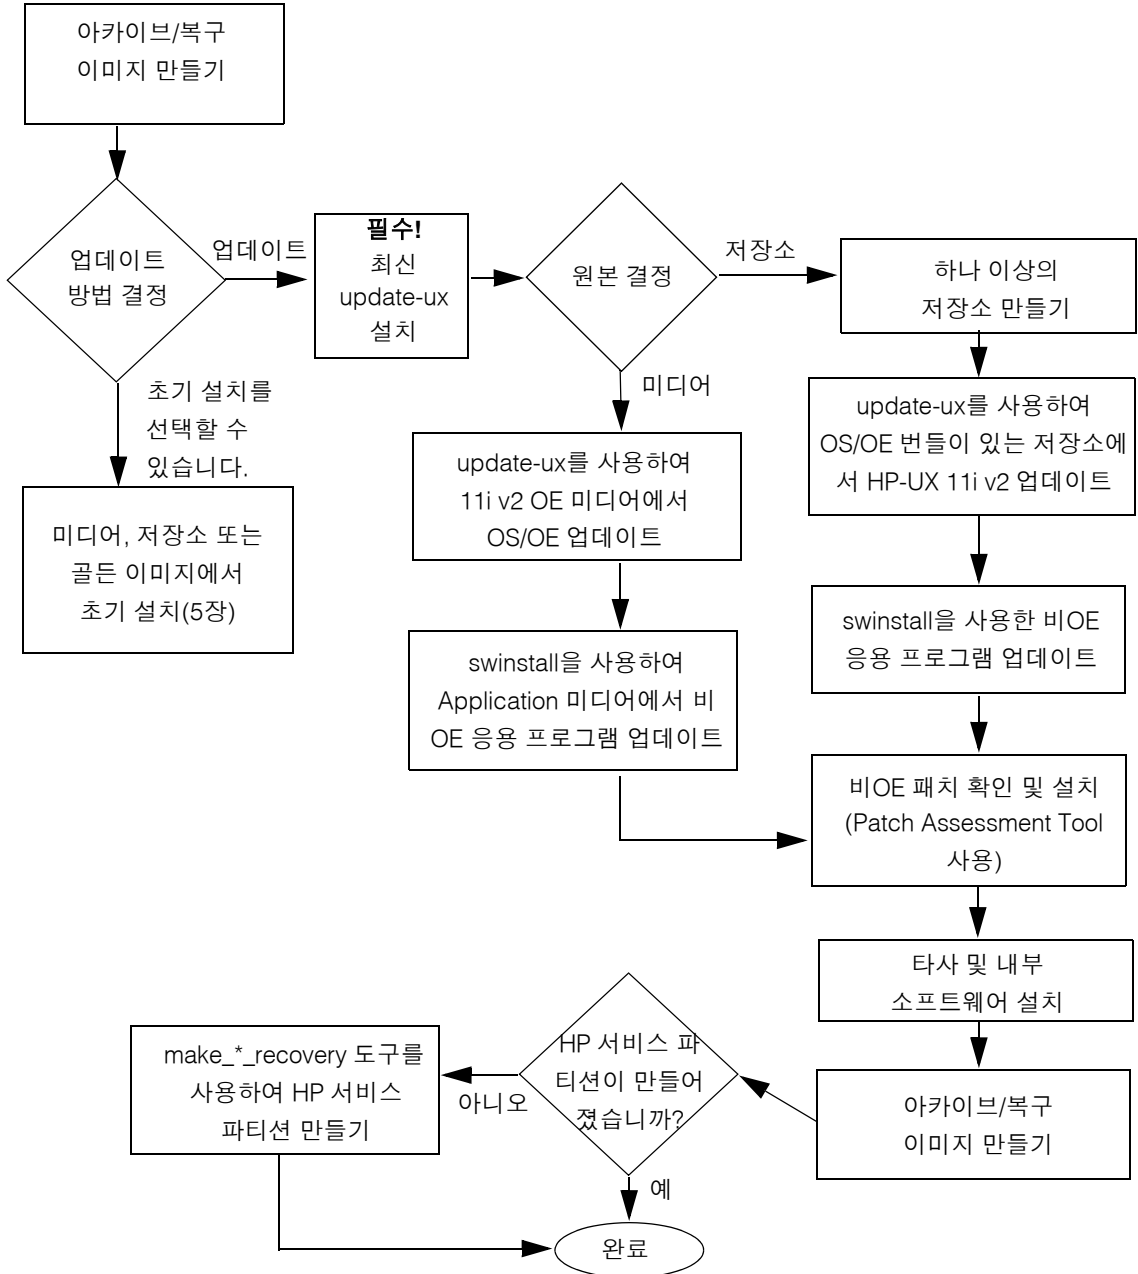 아카이브/복구
이미지 만들기
업데이트
방법 결정
업데이트
필수!
최신
update-ux
설치
원본 결정
저장소
하나 이상의
저장소 만들기
미디어
초기 설치를
선택할 수
있습니다.
미디어, 저장소 또는
골든 이미지에서
초기 설치(5장)
update-ux를 사용하여
11i v2 OE 미디어에서
OS/OE 업데이트
update-ux를 사용하여
OS/OE 번들이 있는 저장소에
서 HP-UX 11i v2 업데이트
swinstall을 사용하여
Application 미디어에서 비
OE 응용 프로그램 업데이트
swinstall을 사용한 비OE
응용 프로그램 업데이트
비OE 패치 확인 및 설치
(Patch Assessment Tool
사용)
타사 및 내부
소프트웨어 설치
아카이브/복구
이미지 만들기
HP 서비스 파
티션이 만들어
졌습니까?
아니오
make_*_recovery 도구를
사용하여 HP 서비스
파티션 만들기
예
완료